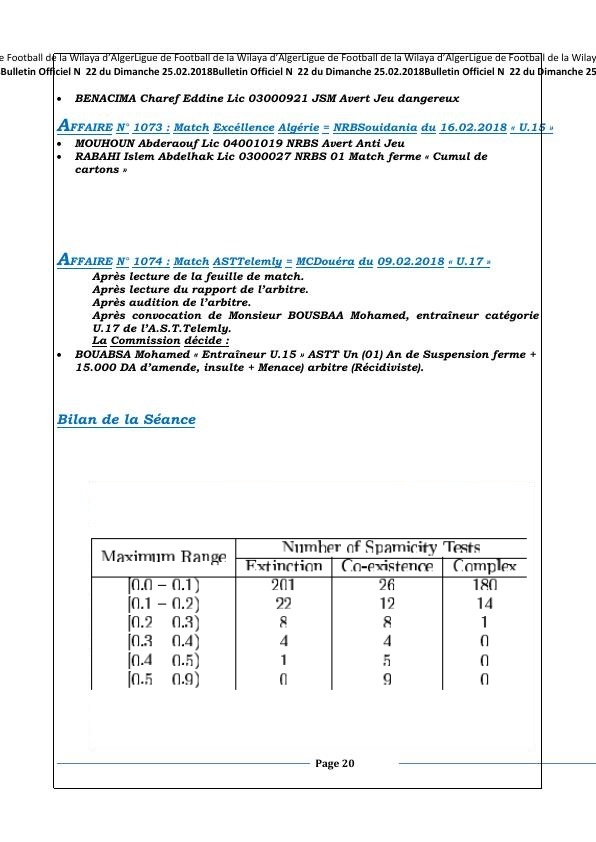 e Football de la Wilaya d'AlgerLigue de Football de la Wilaya d'AlgerLigue de Football de la Wilaya d'AlgerLigue de Football de la Wilay
Bulletin Officiel N 22 du Dimanche 25.02.2018Bulletin Officiel N 22 du Dimanche 25.02.2018Bulletin Officiel N 22 du Dimanche 25
• BENACIMA Charef Eddine Lic 03000921 JSM Avert Jeu dangereux
AFFAIRE N° 1073 : Match Excéllence Algérie = NRBSouidania du 16.02.2018 « U.15 »
• MOUHOUN Abderaouf Lic 04001019 NRBS Avert Anti Jeu
• RABAHI Islem Abdelhak Lic 0300027 NRBS 01 Match ferme « Cumul de
cartons »
AFFAIRE N° 1074 : Match ASTTelemly = MCDouéra du 09.02.2018 « U.17 »
Après lecture de la feuille de match.
Après lecture du rapport de l'arbitre.
Après audition de l'arbitre.
Après convocation de Monsieur BOUSBAA Mohamed, entraîneur catégorie
U.17 de l'A.S.T.Telemly.
La Commission décide :
• BOUABSA Mohamed « Entraîneur U.15 » ASTT Un (01) An de Suspension ferme +
15.000 DA d'amende, insulte + Menace) arbitre (Récidiviste).
Bilan de la Séance
Number of Spamicity Tests
Maximum Range
Extinction Co-existence Complex
[0.0 – 0.1) 201 26 180
[0.1 – 0.2) 22 12 14
[0.2 0.3) 8 8 1
[0.3 0.4) 4 4 0
[0.4 0.5) 1 5 0
[0.5 0.9) 0 9 0
Page 20